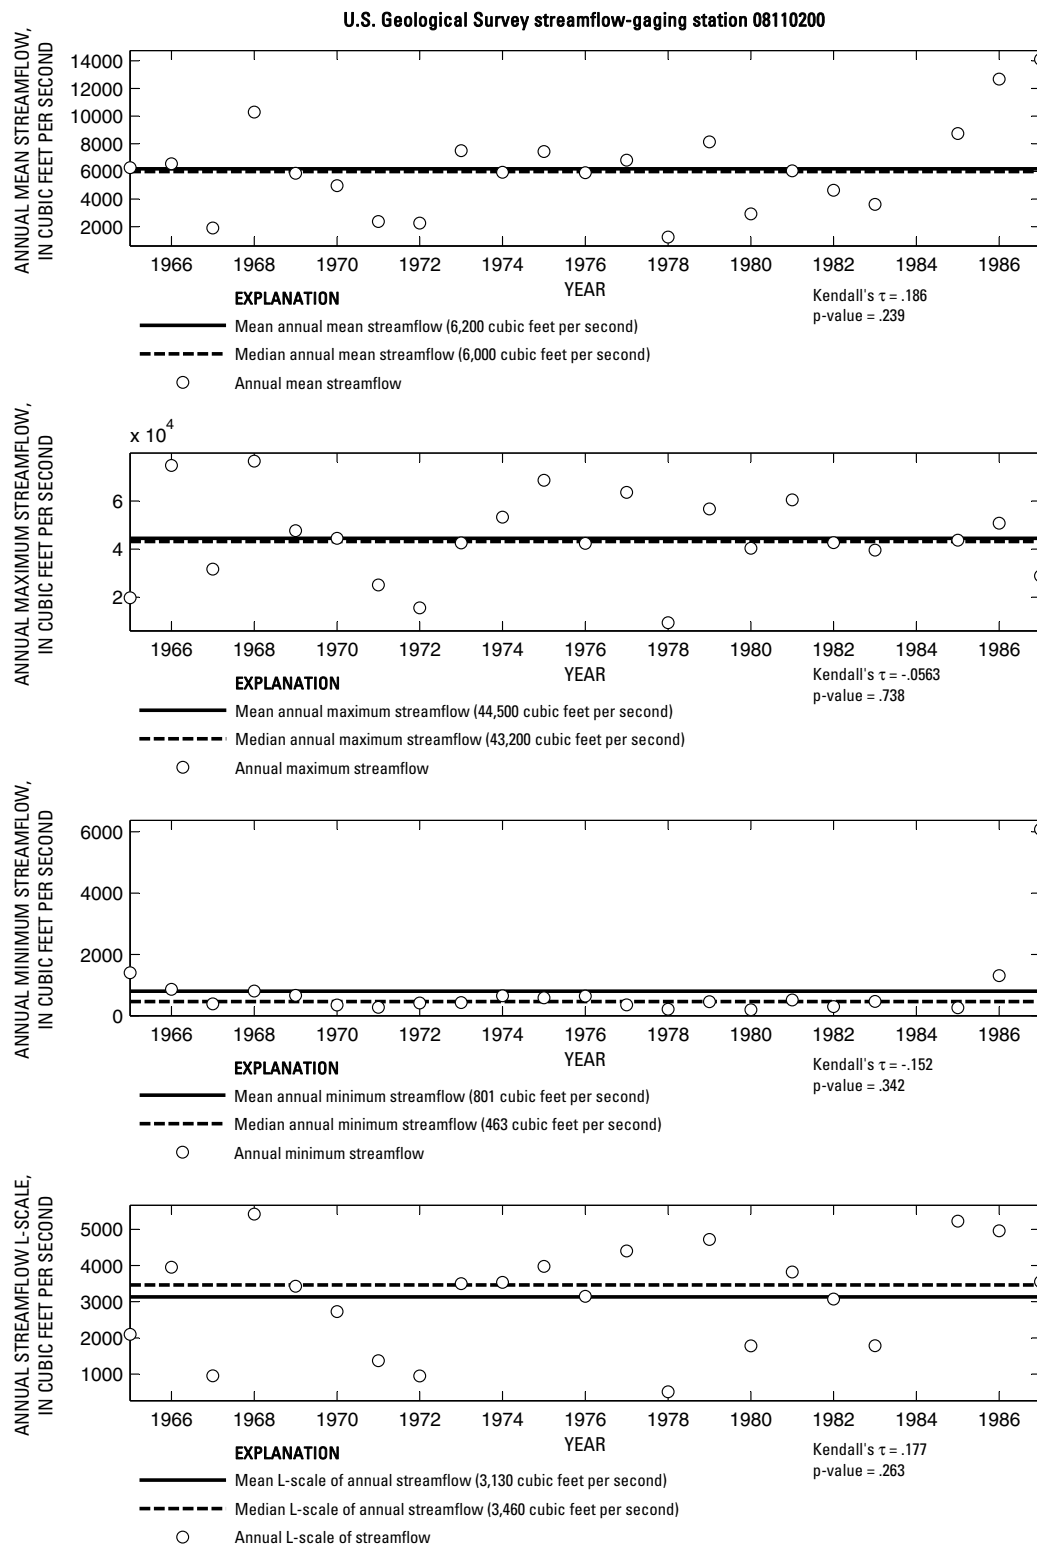 U.S. Geological Survey streamflow-gaging station 08110200
ANNUAL MEAN STREAMFLOW,
IN CUBIC FEET PER SECOND
14000
12000
10000
8000
6000
4000
2000
1966 1968 1970 1972 1974 1976 1978 1980 1982 1984 1986
YEAR
Kendall's τ = .186
p-value = .239
EXPLANATION
Mean annual mean streamflow (6,200 cubic feet per second)
Median annual mean streamflow (6,000 cubic feet per second)
Annual mean streamflow
ANNUAL MAXIMUM STREAMFLOW,
IN CUBIC FEET PER SECOND
x 10^4
6
4
2
1966 1968 1970 1972 1974 1976 1978 1980 1982 1984 1986
YEAR
Kendall's τ = -.0563
p-value = .738
EXPLANATION
Mean annual maximum streamflow (44,500 cubic feet per second)
Median annual maximum streamflow (43,200 cubic feet per second)
Annual maximum streamflow
ANNUAL MINIMUM STREAMFLOW,
IN CUBIC FEET PER SECOND
6000
4000
2000
0
1966 1968 1970 1972 1974 1976 1978 1980 1982 1984 1986
YEAR
Kendall's τ = -.152
p-value = .342
EXPLANATION
Mean annual minimum streamflow (801 cubic feet per second)
Median annual minimum streamflow (463 cubic feet per second)
Annual minimum streamflow
ANNUAL STREAMFLOW L-SCALE,
IN CUBIC FEET PER SECOND
5000
4000
3000
2000
1000
1966 1968 1970 1972 1974 1976 1978 1980 1982 1984 1986
YEAR
Kendall's τ = .177
p-value = .263
EXPLANATION
Mean L-scale of annual streamflow (3,130 cubic feet per second)
Median L-scale of annual streamflow (3,460 cubic feet per second)
Annual L-scale of streamflow